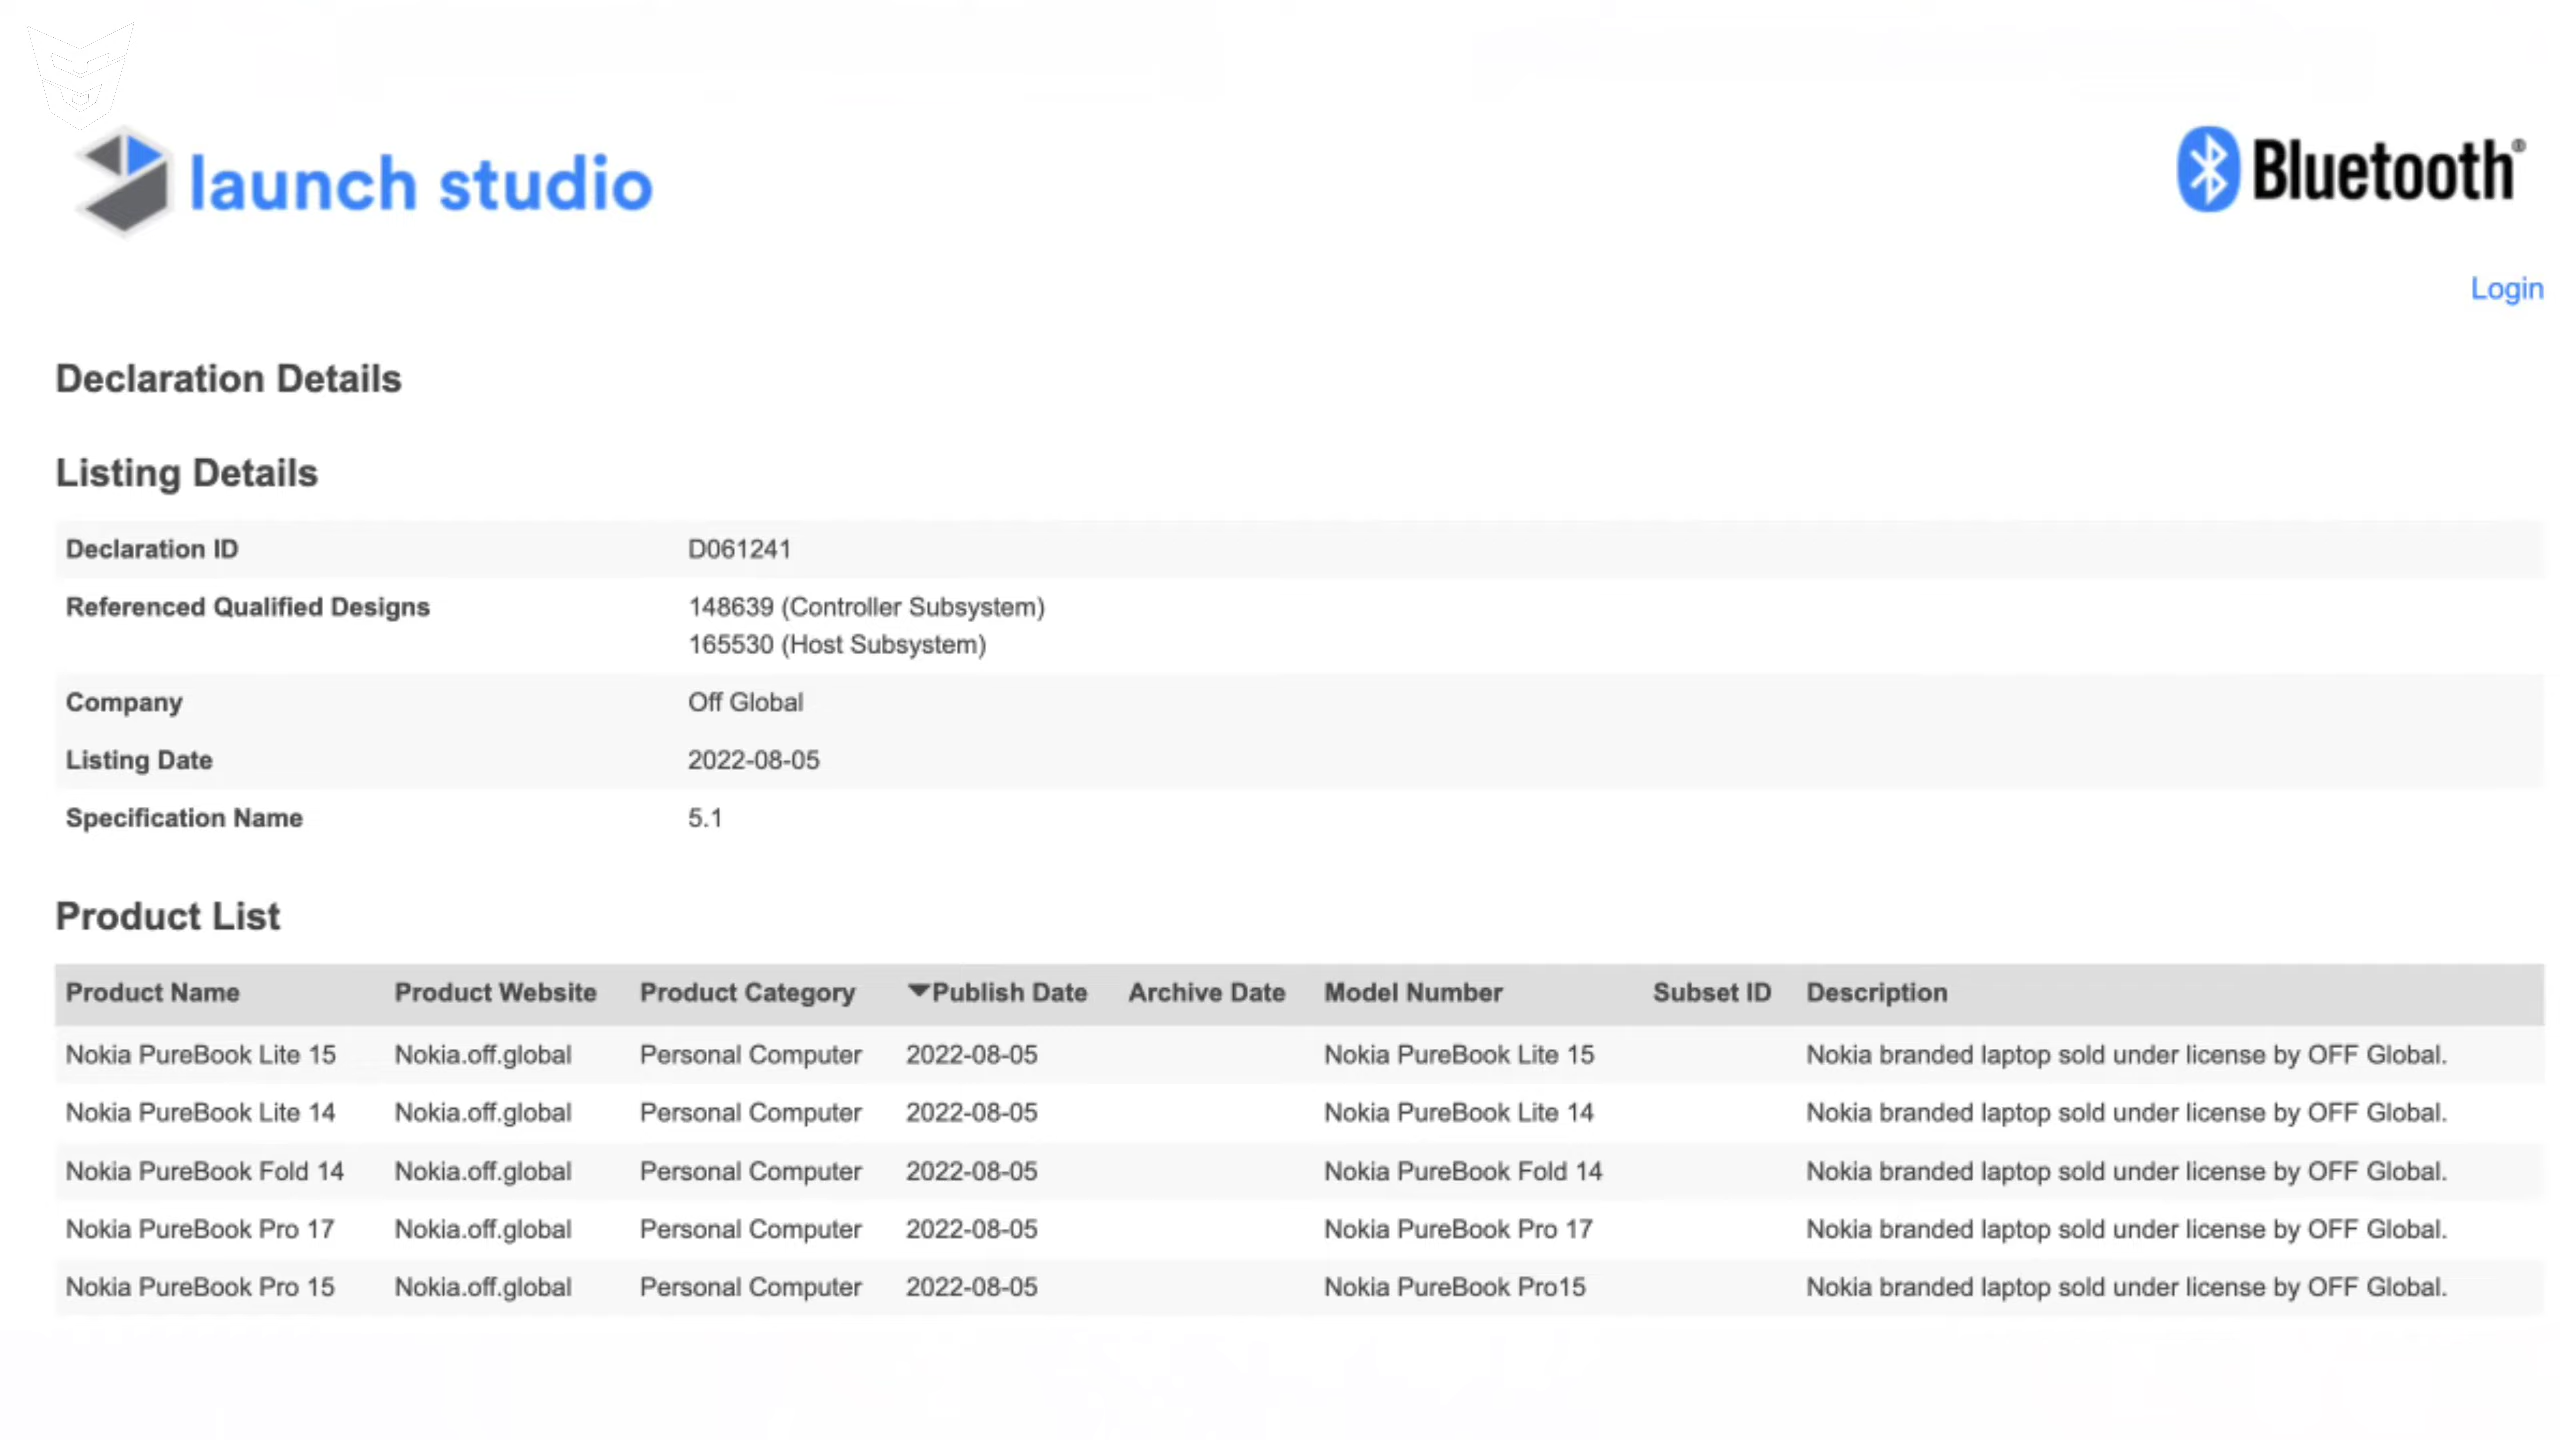 launch studio
Bluetooth®
Login
Declaration Details
Listing Details
Declaration ID D061241
Referenced Qualified Designs 148639 (Controller Subsystem)
165530 (Host Subsystem)
Company Off Global
Listing Date 2022-08-05
Specification Name 5.1
Product List
Product Name Product Website Product Category Publish Date Archive Date Model Number Subset ID Description
Nokia PureBook Lite 15 Nokia.off.global Personal Computer 2022-08-05 Nokia PureBook Lite 15 Nokia branded laptop sold under license by OFF Global.
Nokia PureBook Lite 14 Nokia.off.global Personal Computer 2022-08-05 Nokia PureBook Lite 14 Nokia branded laptop sold under license by OFF Global.
Nokia PureBook Fold 14 Nokia.off.global Personal Computer 2022-08-05 Nokia PureBook Fold 14 Nokia branded laptop sold under license by OFF Global.
Nokia PureBook Pro 17 Nokia.off.global Personal Computer 2022-08-05 Nokia PureBook Pro 17 Nokia branded laptop sold under license by OFF Global.
Nokia PureBook Pro 15 Nokia.off.global Personal Computer 2022-08-05 Nokia PureBook Pro15 Nokia branded laptop sold under license by OFF Global.